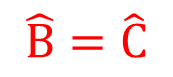 B̂ = Ĉ